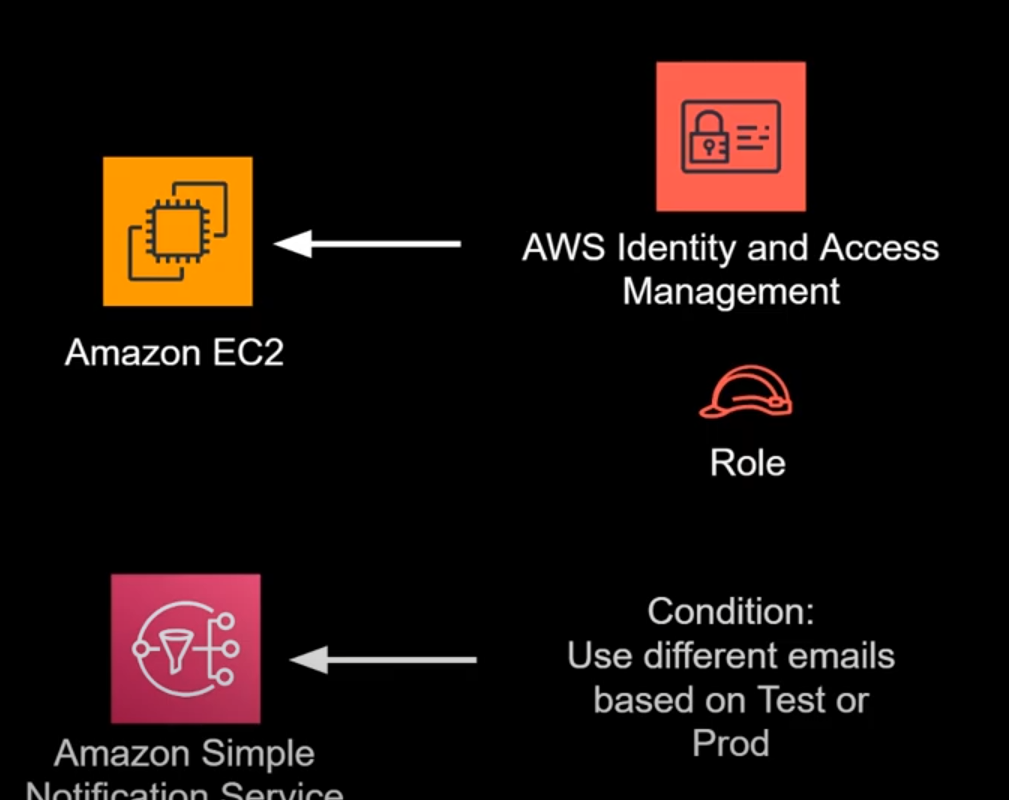 AWS Identity and Access
Management
Amazon EC2
Role
Condition:
Use different emails
based on Test or
Prod
Amazon Simple
Notification Service